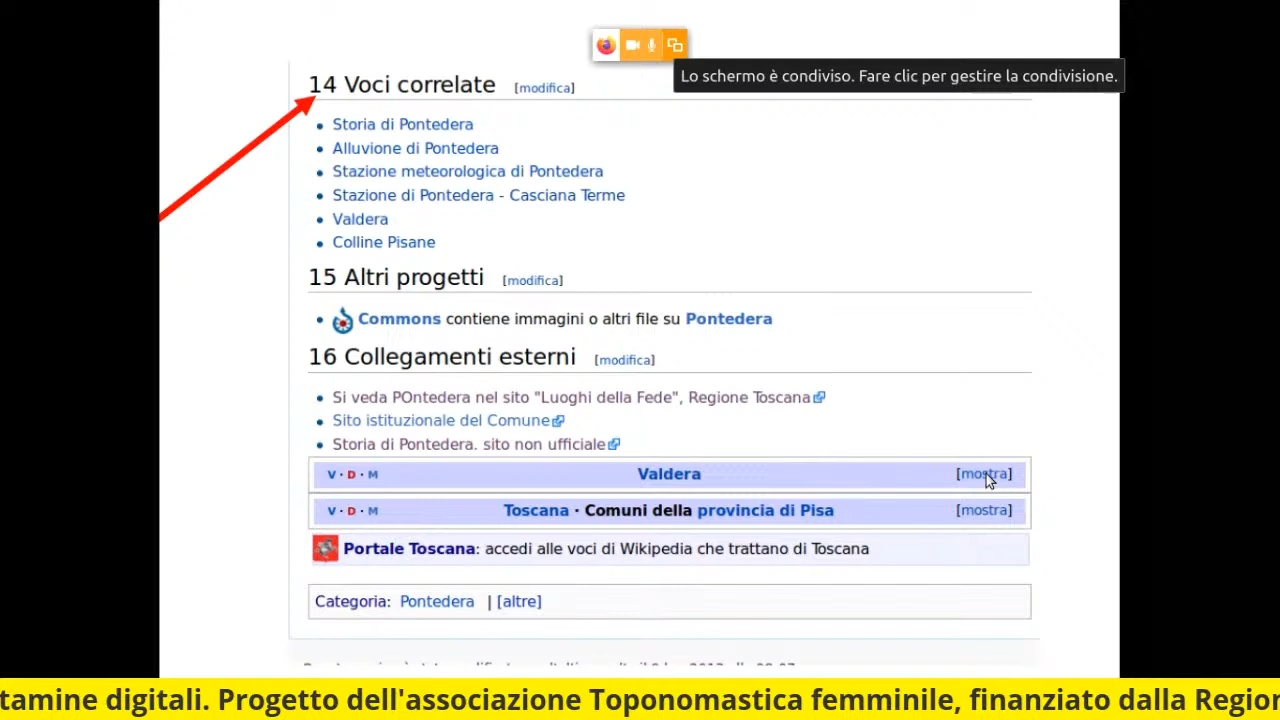 Lo schermo è condiviso. Fare clic per gestire la condivisione.
14 Voci correlate [modifica]
Storia di Pontedera
Alluvione di Pontedera
Stazione meteorologica di Pontedera
Stazione di Pontedera - Casciana Terme
Valdera
Colline Pisane
15 Altri progetti [modifica]
Commons contiene immagini o altri file su Pontedera
16 Collegamenti esterni [modifica]
Si veda POntedera nel sito "Luoghi della Fede", Regione Toscana
Sito istituzionale del Comune
Storia di Pontedera. sito non ufficiale
V · D · M Valdera [mostra]
V · D · M Toscana · Comuni della provincia di Pisa [mostra]
Portale Toscana: accedi alle voci di Wikipedia che trattano di Toscana
Categoria: Pontedera | [altre]
tamine digitali. Progetto dell'associazione Toponomastica femminile, finanziato dalla Region